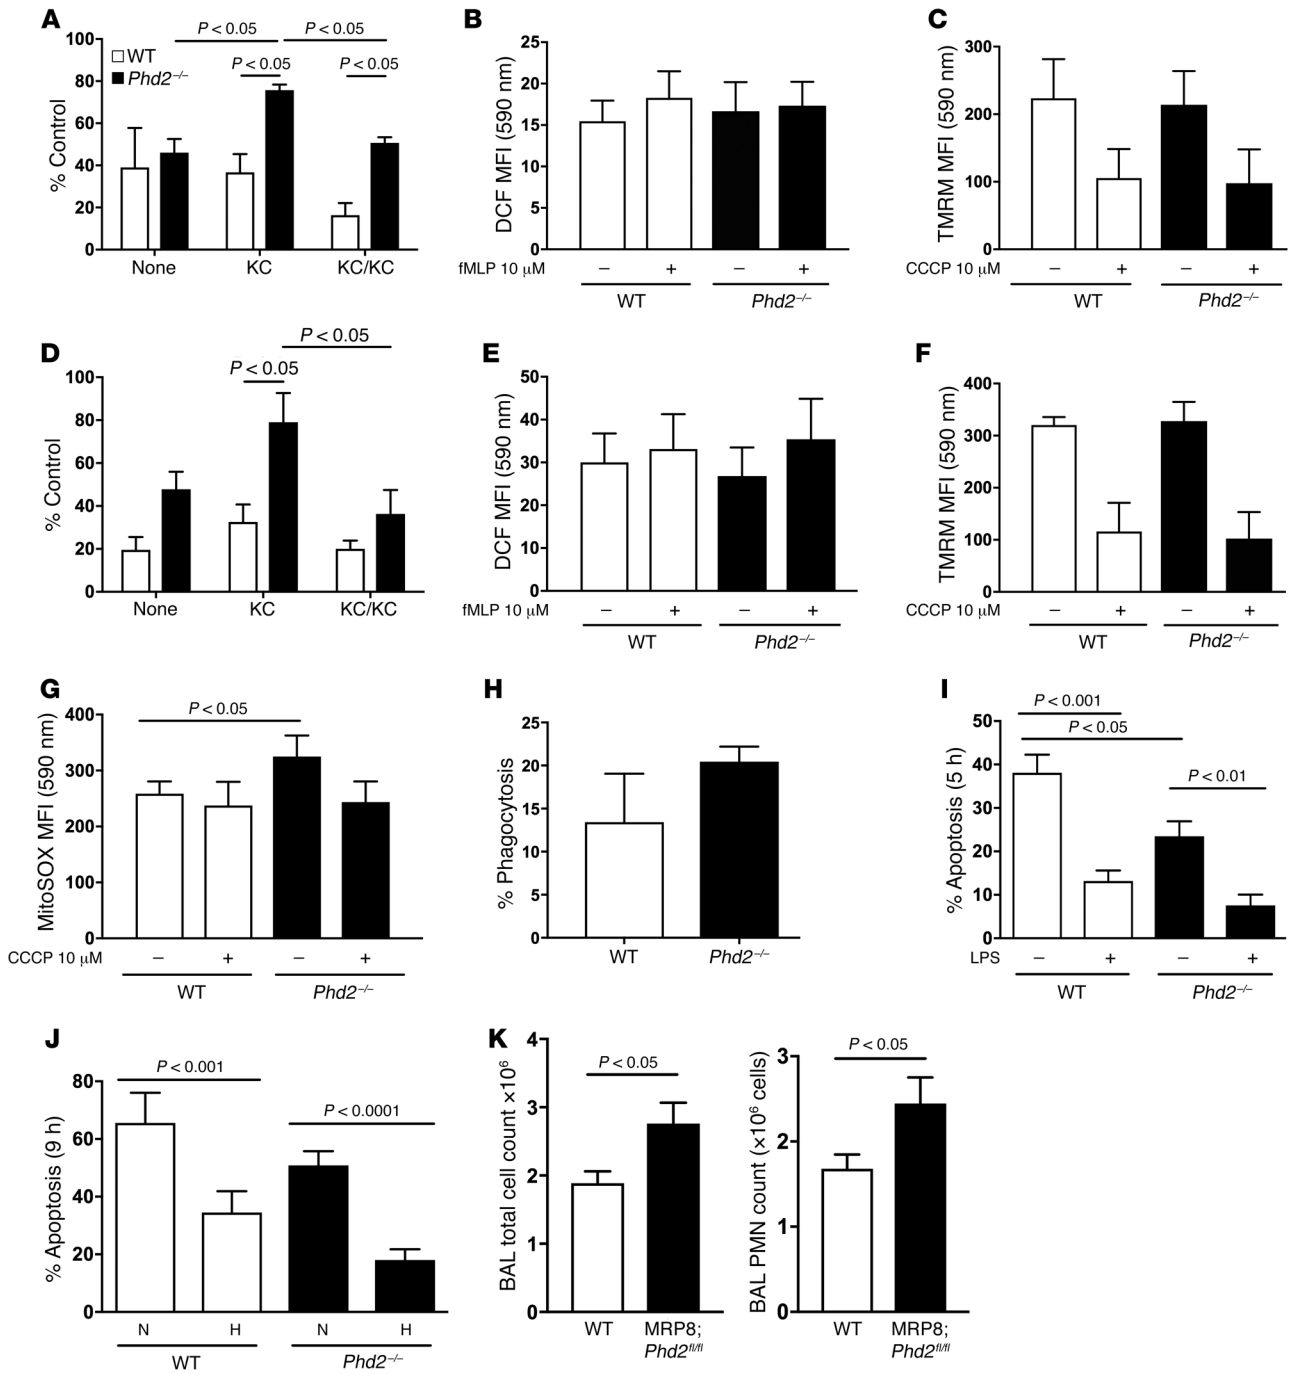 A
P < 0.05
P < 0.05
WT
Phd2–/–
P < 0.05
P < 0.05
% Control
100
80
60
40
20
0
None
KC
KC/KC
B
DCF MFI (590 nm)
25
20
15
10
5
0
fMLP 10 μM
–
+
–
+
WT
Phd2–/–
C
TMRM MFI (590 nm)
300
200
100
0
CCCP 10 μM
–
+
–
+
WT
Phd2–/–
D
P < 0.05
P < 0.05
% Control
100
80
60
40
20
0
None
KC
KC/KC
E
DCF MFI (590 nm)
50
40
30
20
10
0
fMLP 10 μM
–
+
–
+
WT
Phd2–/–
F
TMRM MFI (590 nm)
400
300
200
100
0
CCCP 10 μM
–
+
–
+
WT
Phd2–/–
G
P < 0.05
MitoSOX MFI (590 nm)
400
300
200
100
0
CCCP 10 μM
–
+
–
+
WT
Phd2–/–
H
% Phagocytosis
25
20
15
10
5
0
WT
Phd2–/–
I
P < 0.001
P < 0.05
P < 0.01
% Apoptosis (5 h)
50
40
30
20
10
0
LPS
–
+
–
+
WT
Phd2–/–
J
P < 0.001
P < 0.0001
% Apoptosis (9 h)
80
60
40
20
0
N
H
N
H
WT
Phd2–/–
K
P < 0.05
BAL total cell count ×10⁶
4
3
2
1
0
WT
MRP8;
Phd2fl/fl
P < 0.05
BAL PMN count (×10⁶ cells)
3
2
1
0
WT
MRP8;
Phd2fl/fl